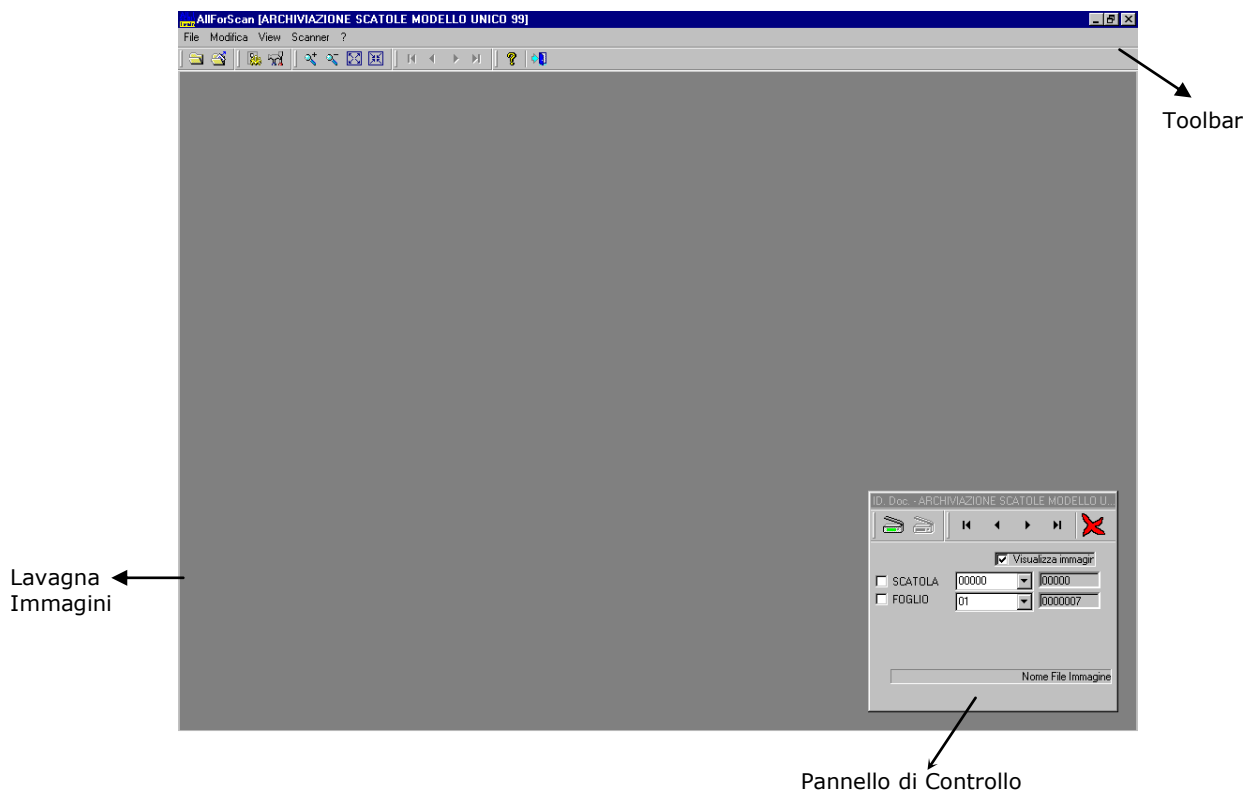 AllForScan [ARCHIVIAZIONE SCATOLE MODELLO UNICO 99]
File Modifica View Scanner ?
Toolbar
ID. Doc. - ARCHIVIAZIONE SCATOLE MODELLO U..
Visualizza immagir
SCATOLA 00000 00000
FOGLIO 01 0000007
Nome File Immagine
Lavagna
Immagini
Pannello di Controllo